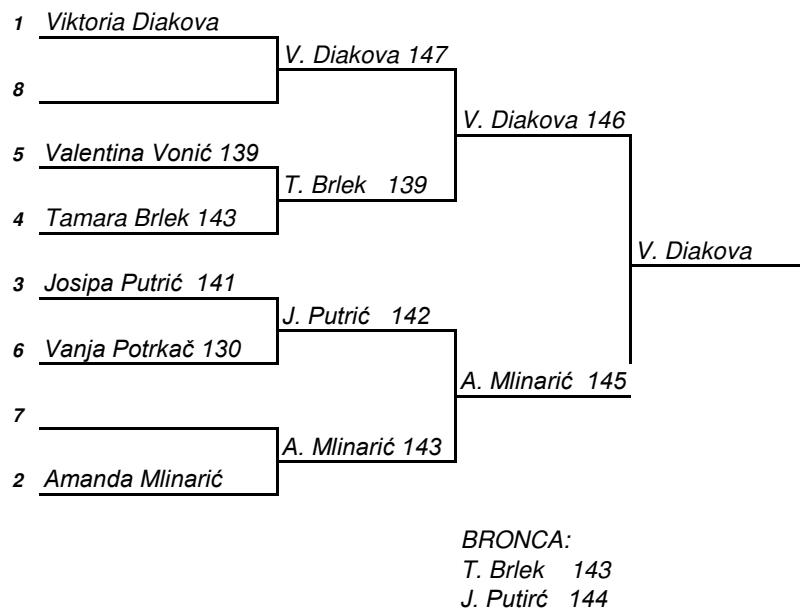 1 Viktoria Diakova
V. Diakova 147
8
V. Diakova 146
5 Valentina Vonić 139
T. Brlek 139
4 Tamara Brlek 143
V. Diakova
3 Josipa Putrić 141
J. Putrić 142
6 Vanja Potrkač 130
A. Mlinarić 145
7
A. Mlinarić 143
2 Amanda Mlinarić
BRONCA:
T. Brlek 143
J. Putirć 144